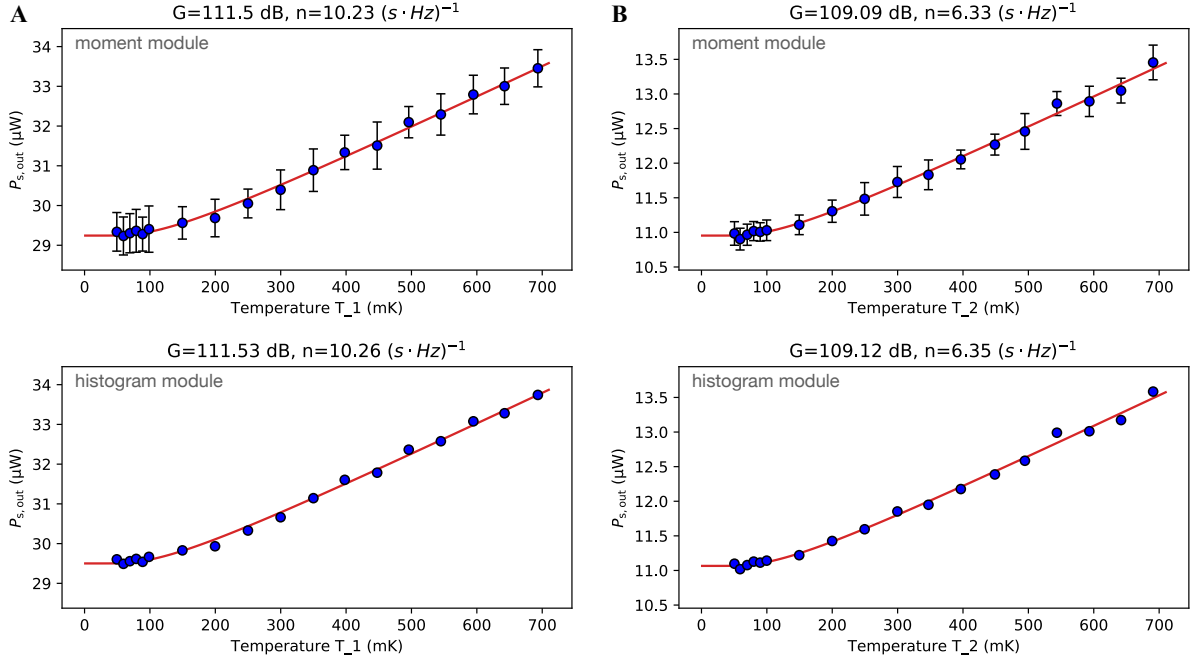 A
G=111.5 dB, n=10.23 (s · Hz)⁻¹
moment module
34
33
32
31
30
29
P_s,out (μW)
0 100 200 300 400 500 600 700
Temperature T_1 (mK)
B
G=109.09 dB, n=6.33 (s · Hz)⁻¹
moment module
13.5
13.0
12.5
12.0
11.5
11.0
10.5
P_s,out (μW)
0 100 200 300 400 500 600 700
Temperature T_2 (mK)
G=111.53 dB, n=10.26 (s · Hz)⁻¹
histogram module
34
33
32
31
30
29
P_s,out (μW)
0 100 200 300 400 500 600 700
Temperature T_1 (mK)
G=109.12 dB, n=6.35 (s · Hz)⁻¹
histogram module
13.5
13.0
12.5
12.0
11.5
11.0
10.5
P_s,out (μW)
0 100 200 300 400 500 600 700
Temperature T_2 (mK)